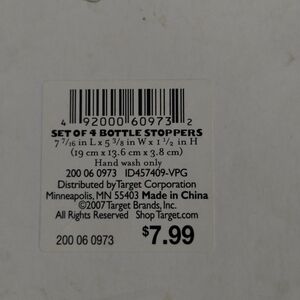 4 92000 60973 2
SET OF 4 BOTTLE STOPPERS
7 7/16 in L x 5 3/8 in W x 1 1/2 in H
(19 cm x 13.6 cm x 3.8 cm)
Hand wash only
200 06 0973 ID457409-VPG
Distributed by Target Corporation
Minneapolis, MN 55403 Made in China
©2007 Target Brands, Inc.
All Rights Reserved Shop Target.com
200 06 0973 $7.99